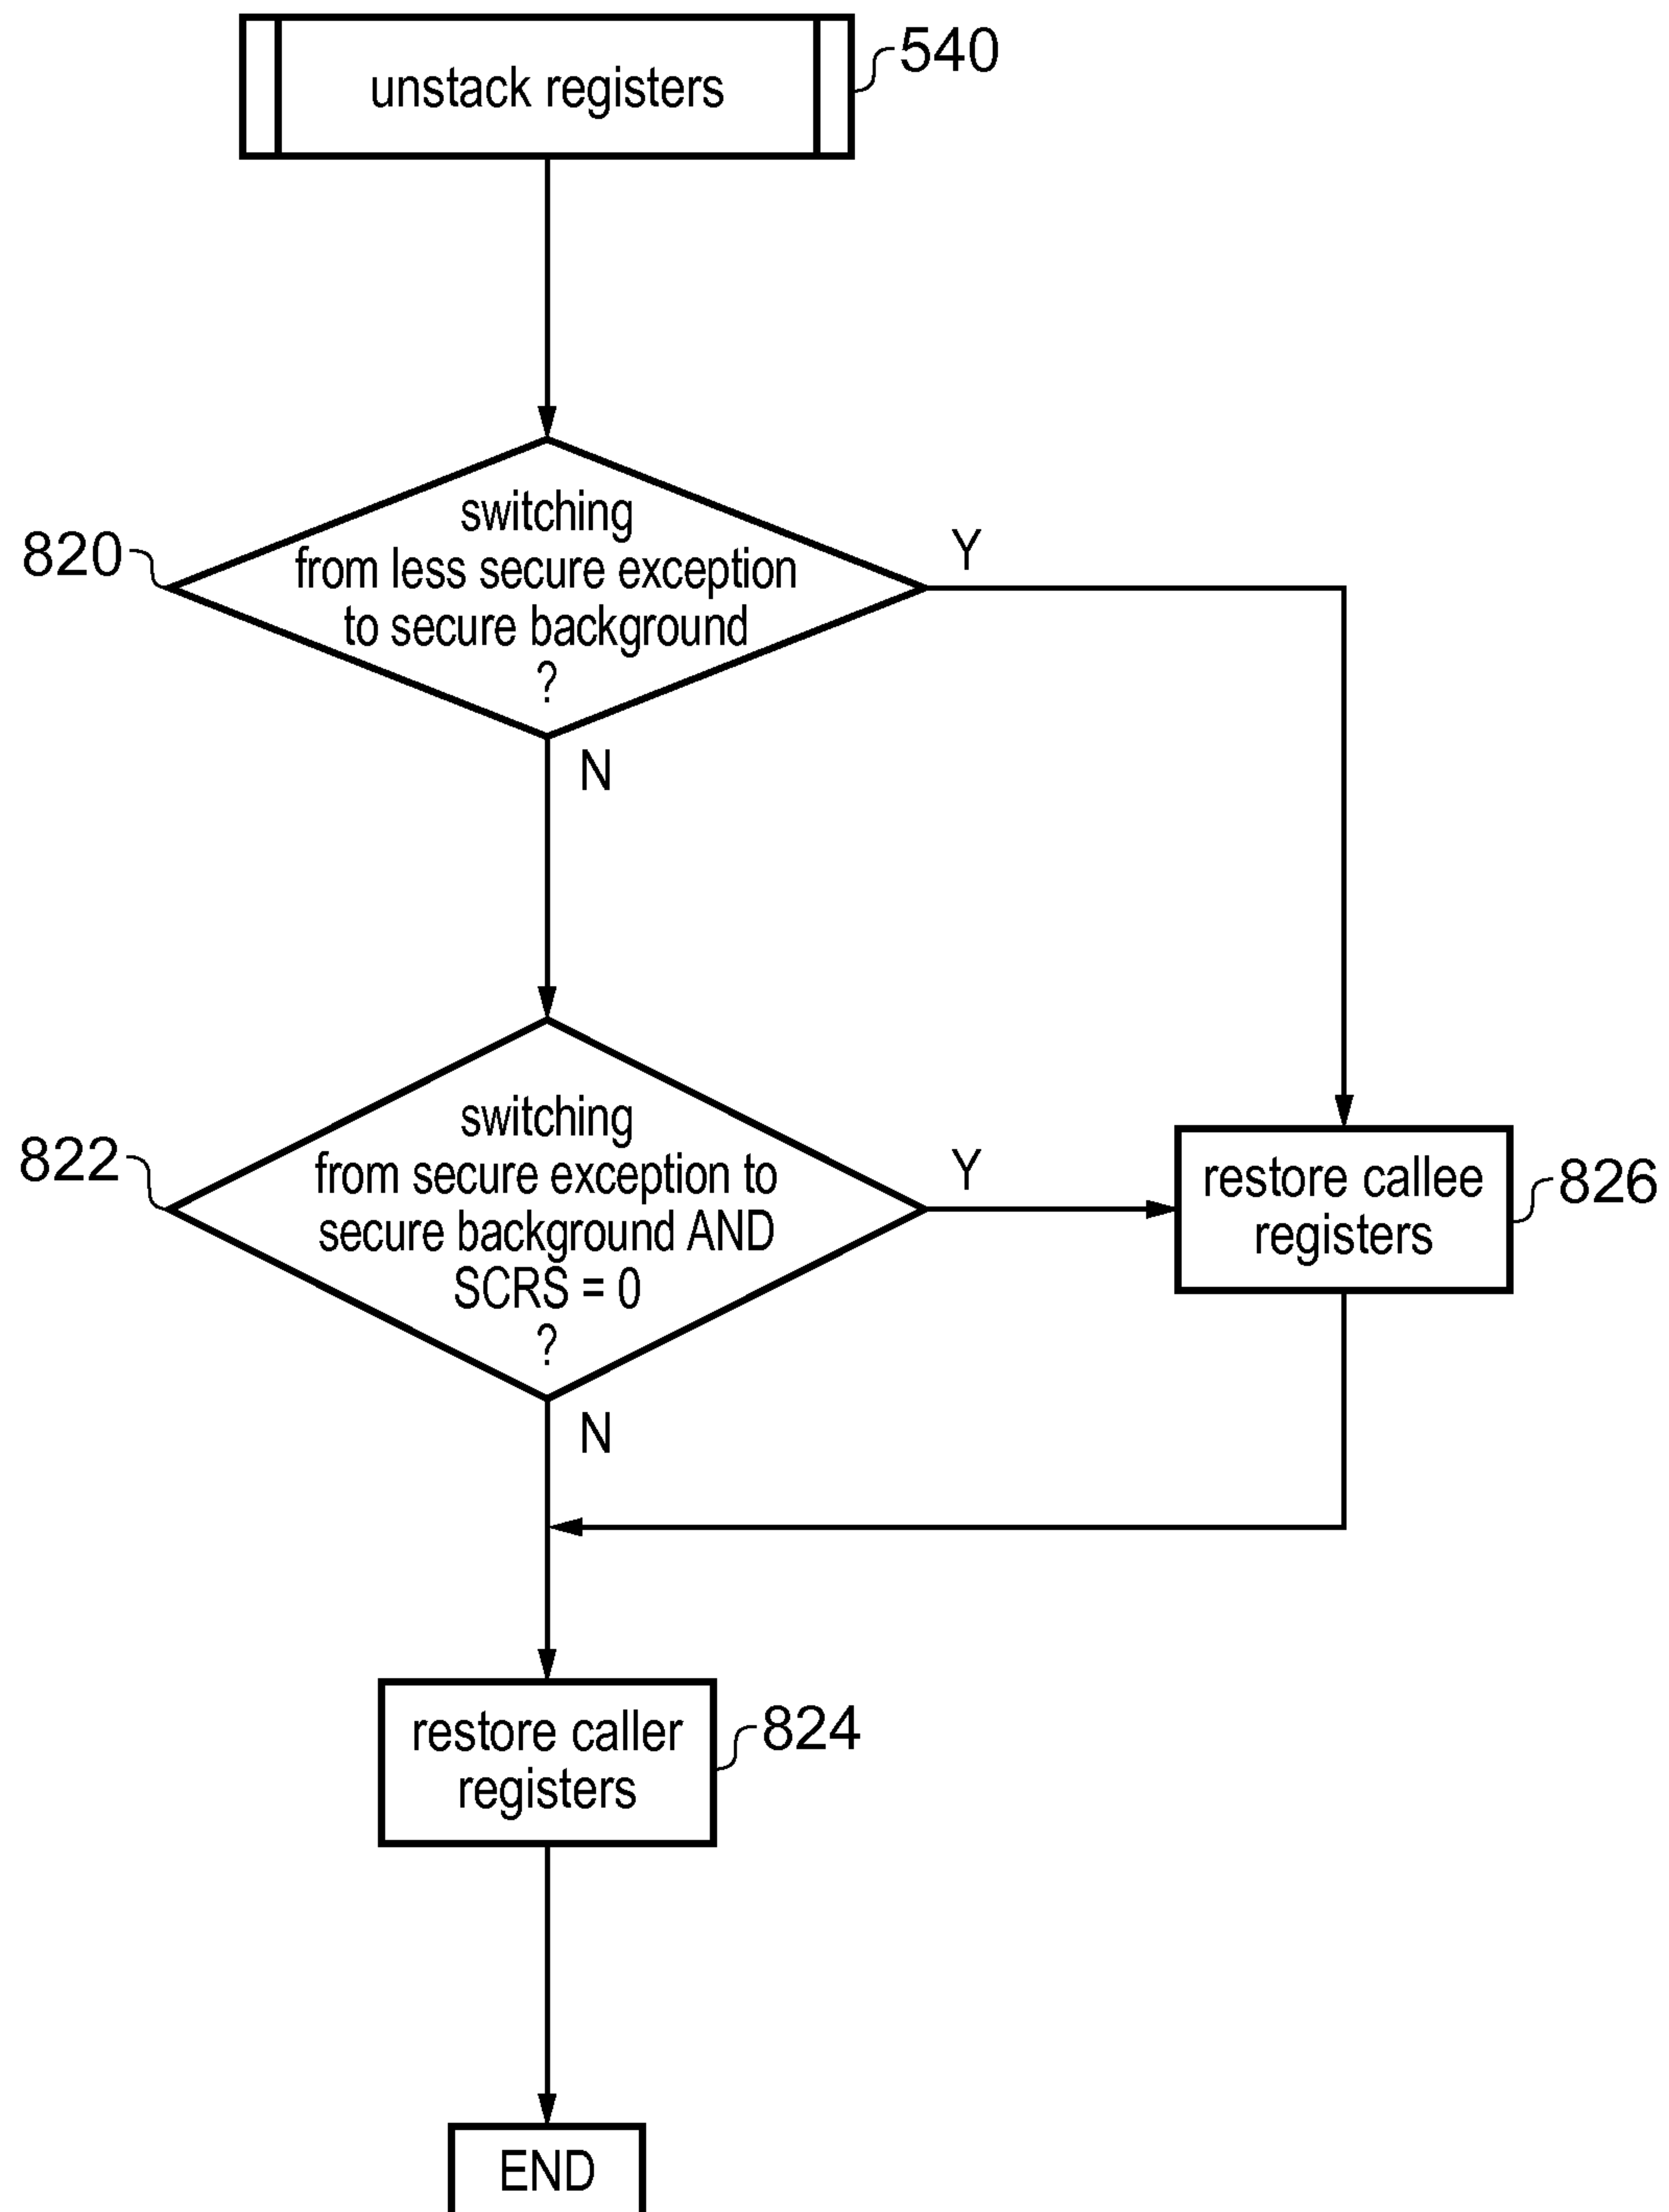 unstack registers
540
switching
from less secure exception
to secure background
?
820
Y
N
switching
from secure exception to
secure background AND
SCRS = 0
?
822
Y
N
restore callee
registers
826
restore caller
registers
824
END